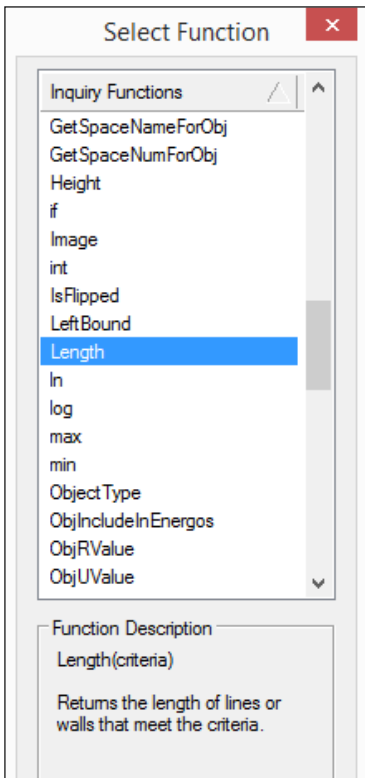 Select Function
Inquiry Functions
GetSpaceNameForObj
GetSpaceNumForObj
Height
if
Image
int
IsFlipped
LeftBound
Length
ln
log
max
min
ObjectType
ObjIncludeInEnergos
ObjRValue
ObjUValue
Function Description
Length(criteria)
Returns the length of lines or
walls that meet the criteria.